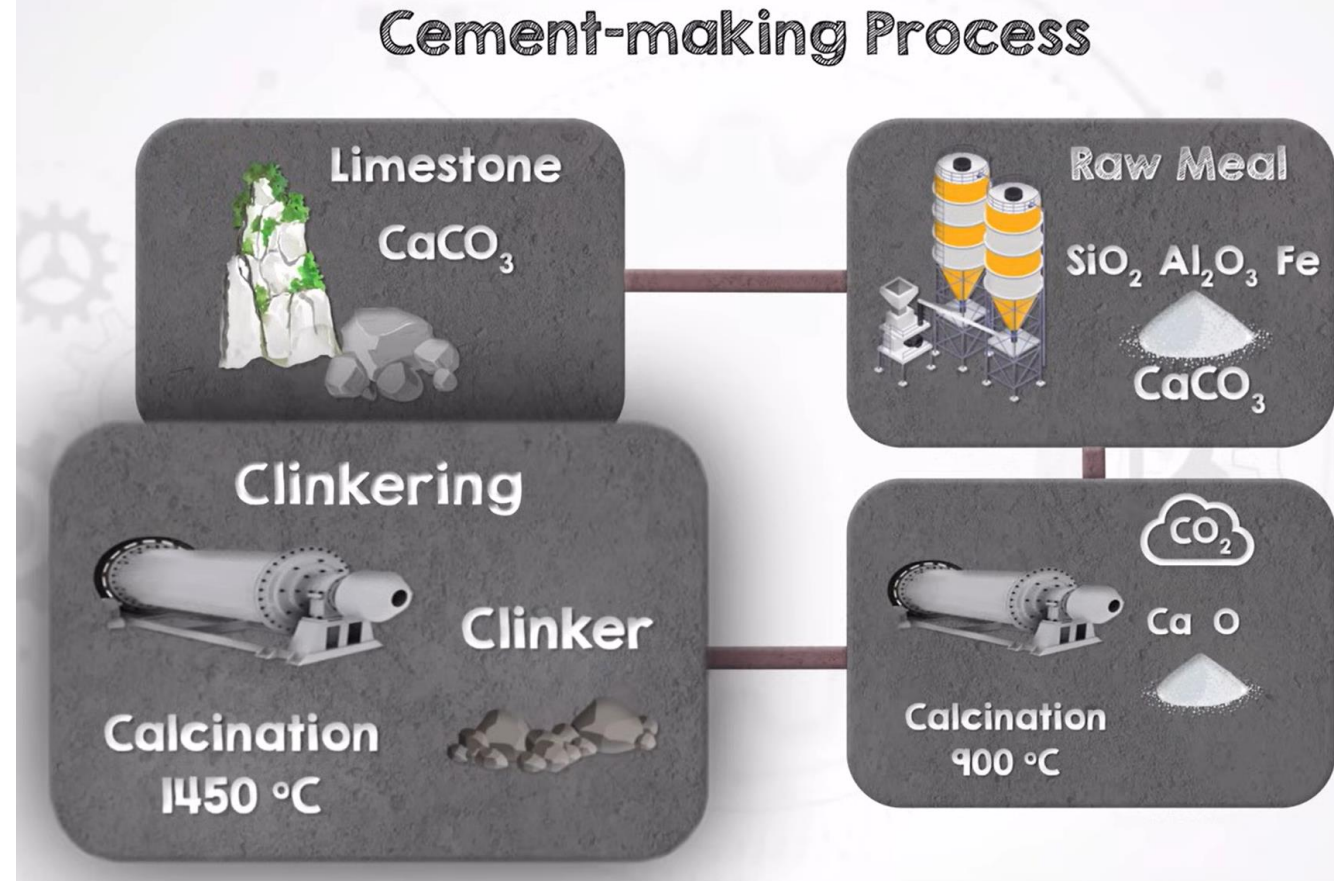 Cement-making Process
Limestone
CaCO₃
Raw Meal
SiO₂ Al₂O₃ Fe
CaCO₃
Clinkering
Clinker
Calcination
1450 °C
CO₂
Ca O
Calcination
900 °C